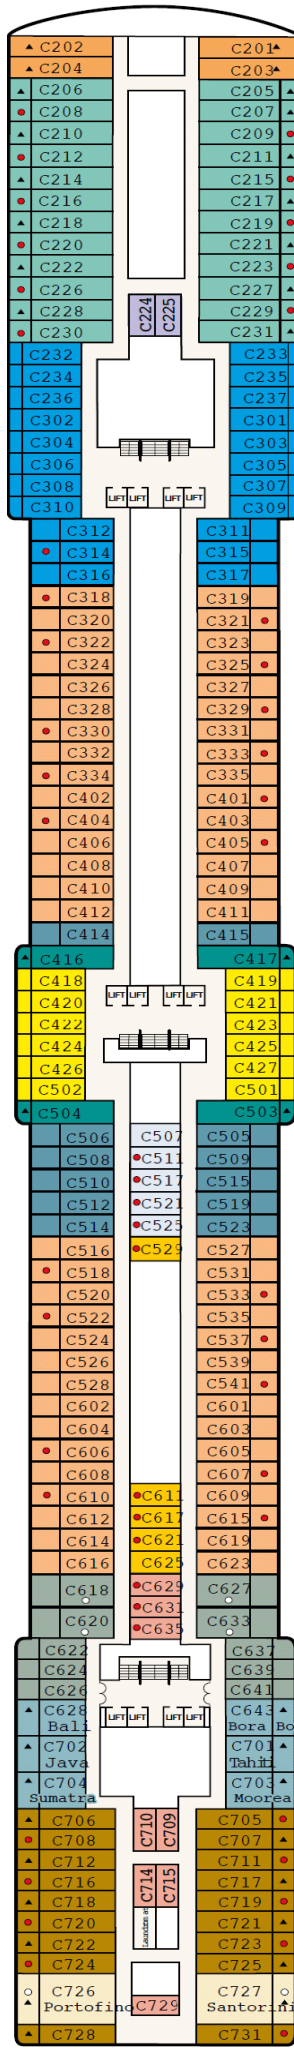 C202 C201
C204 C203
C206 C205
C208 C207
C210 C209
C212 C211
C214 C215
C216 C217
C218 C219
C220 C221
C222 C223
C226 C227
C228 C224 C225 C229
C230 C231
C232 C233
C234 C235
C236 C237
C302 C301
C304 C303
C306 C305
C308 C307
C310 LIFT LIFT LIFT LIFT C309
C312 C311
C314 C315
C316 C317
C318 C319
C320 C321
C322 C323
C324 C325
C326 C327
C328 C329
C330 C331
C332 C333
C334 C335
C402 C401
C404 C403
C406 C405
C408 C407
C410 C409
C412 C411
C414 C415
C416 C417
C418 C419
C420 LIFT LIFT LIFT LIFT C421
C422 C423
C424 C425
C426 C427
C502 C501
C504 C503
C506 C507 C505
C508 C511 C509
C510 C517 C515
C512 C521 C519
C514 C525 C523
C516 C529 C527
C518 C531
C520 C533
C522 C535
C524 C537
C526 C539
C528 C541
C602 C601
C604 C603
C606 C605
C608 C607
C610 C611 C609
C612 C617 C615
C614 C621 C619
C616 C625 C623
C618 C629 C627
C631
C620 C635 C633
C622 C637
C624 C639
C626 C641
C628 C643
Bali LIFT LIFT LIFT LIFT Bora Bo
C702 C701
Java Tahiti
C704 C703
Sumatra Moorea
C706 C710 C709 C705
C708 C707
C712 C711
C716 C714 C715 C717
C718 C719
C720 Laundromat C721
C722 C723
C724 C725
C726 C727
Portofino C729 Santorini
C728 C731